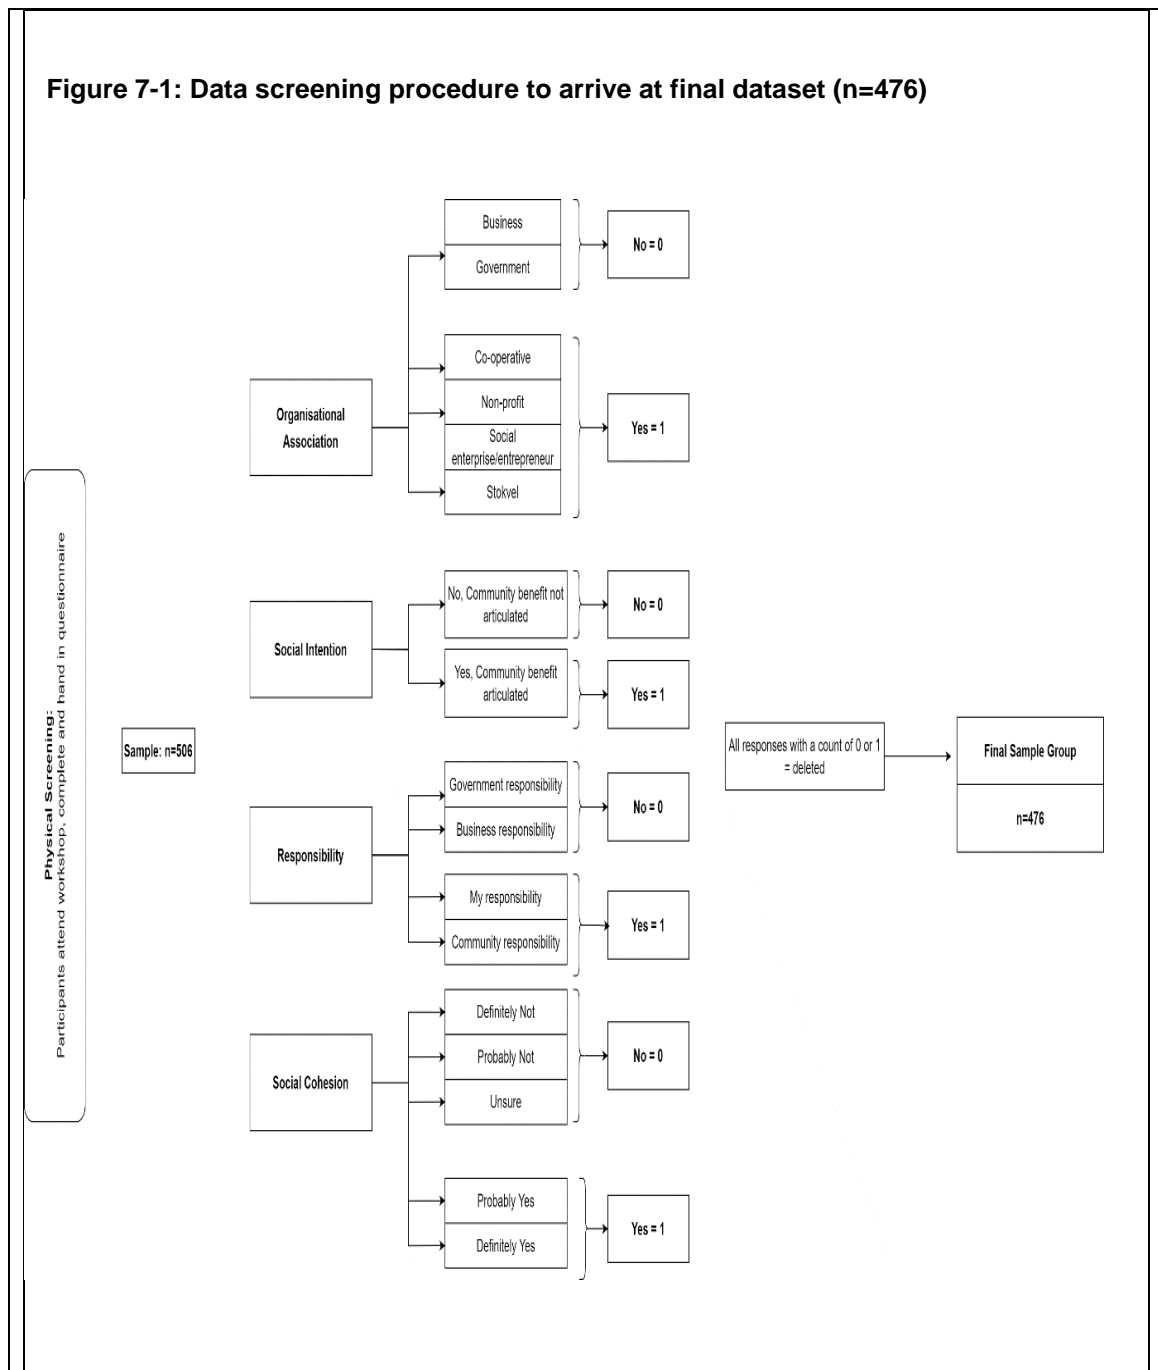 Figure 7-1: Data screening procedure to arrive at final dataset (n=476)
Physical Screening:
Participants attend workshop, complete and hand in questionnaire
Sample: n=506
Organisational
Association
Business
Government
No = 0
Co-operative
Non-profit
Social
enterprise/entrepreneur
Stokvel
Yes = 1
Social Intention
No, Community benefit not
articulated
No = 0
Yes, Community benefit
articulated
Yes = 1
Responsibility
Government responsibility
Business responsibility
No = 0
My responsibility
Community responsibility
Yes = 1
Social Cohesion
Definitely Not
Probably Not
Unsure
No = 0
Probably Yes
Definitely Yes
Yes = 1
All responses with a count of 0 or 1
= deleted
Final Sample Group
n=476